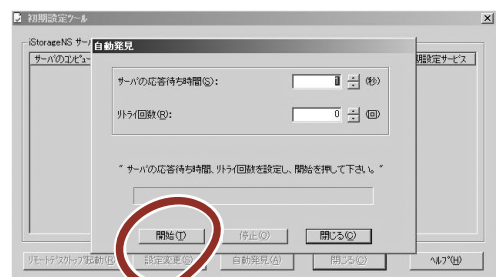 初期設定ツール
iStorageNS サーバ
自動発見
サーバのコンピュー
期設定サービス
サーバの応答待ち時間(S):
1
(秒)
リトライ回数(R):
0
(回)
" サーバの応答待ち時間、リトライ回数を設定し、開始を押して下さい。 "
開始(T)
停止(O)
閉じる(C)
リモートデスクトップ起動(R)
設定変更(S)
自動発見(A)
閉じる(C)
ヘルプ(H)